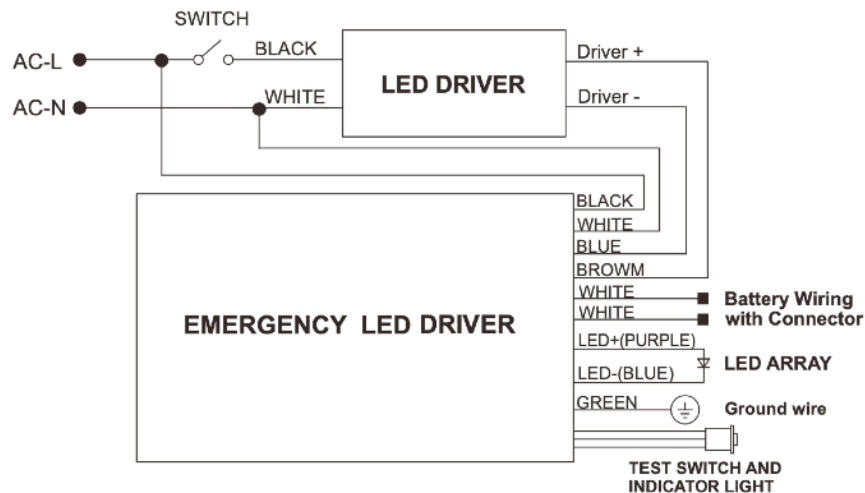 SWITCH
AC-L
BLACK
Driver +
LED DRIVER
AC-N
WHITE
Driver -
BLACK
WHITE
BLUE
BROWM
WHITE
Battery Wiring
WHITE
with Connector
EMERGENCY LED DRIVER
LED+(PURPLE)
LED ARRAY
LED-(BLUE)
GREEN
Ground wire
TEST SWITCH AND
INDICATOR LIGHT